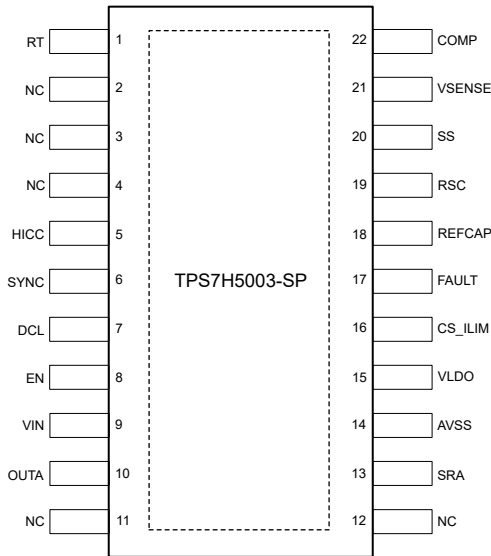 RT 1 22 COMP
NC 2 21 VSENSE
NC 3 20 SS
NC 4 19 RSC
HICC 5 18 REFCAP
SYNC 6 TPS7H5003-SP 17 FAULT
DCL 7 16 CS_ILIM
EN 8 15 VLDO
VIN 9 14 AVSS
OUTA 10 13 SRA
NC 11 12 NC